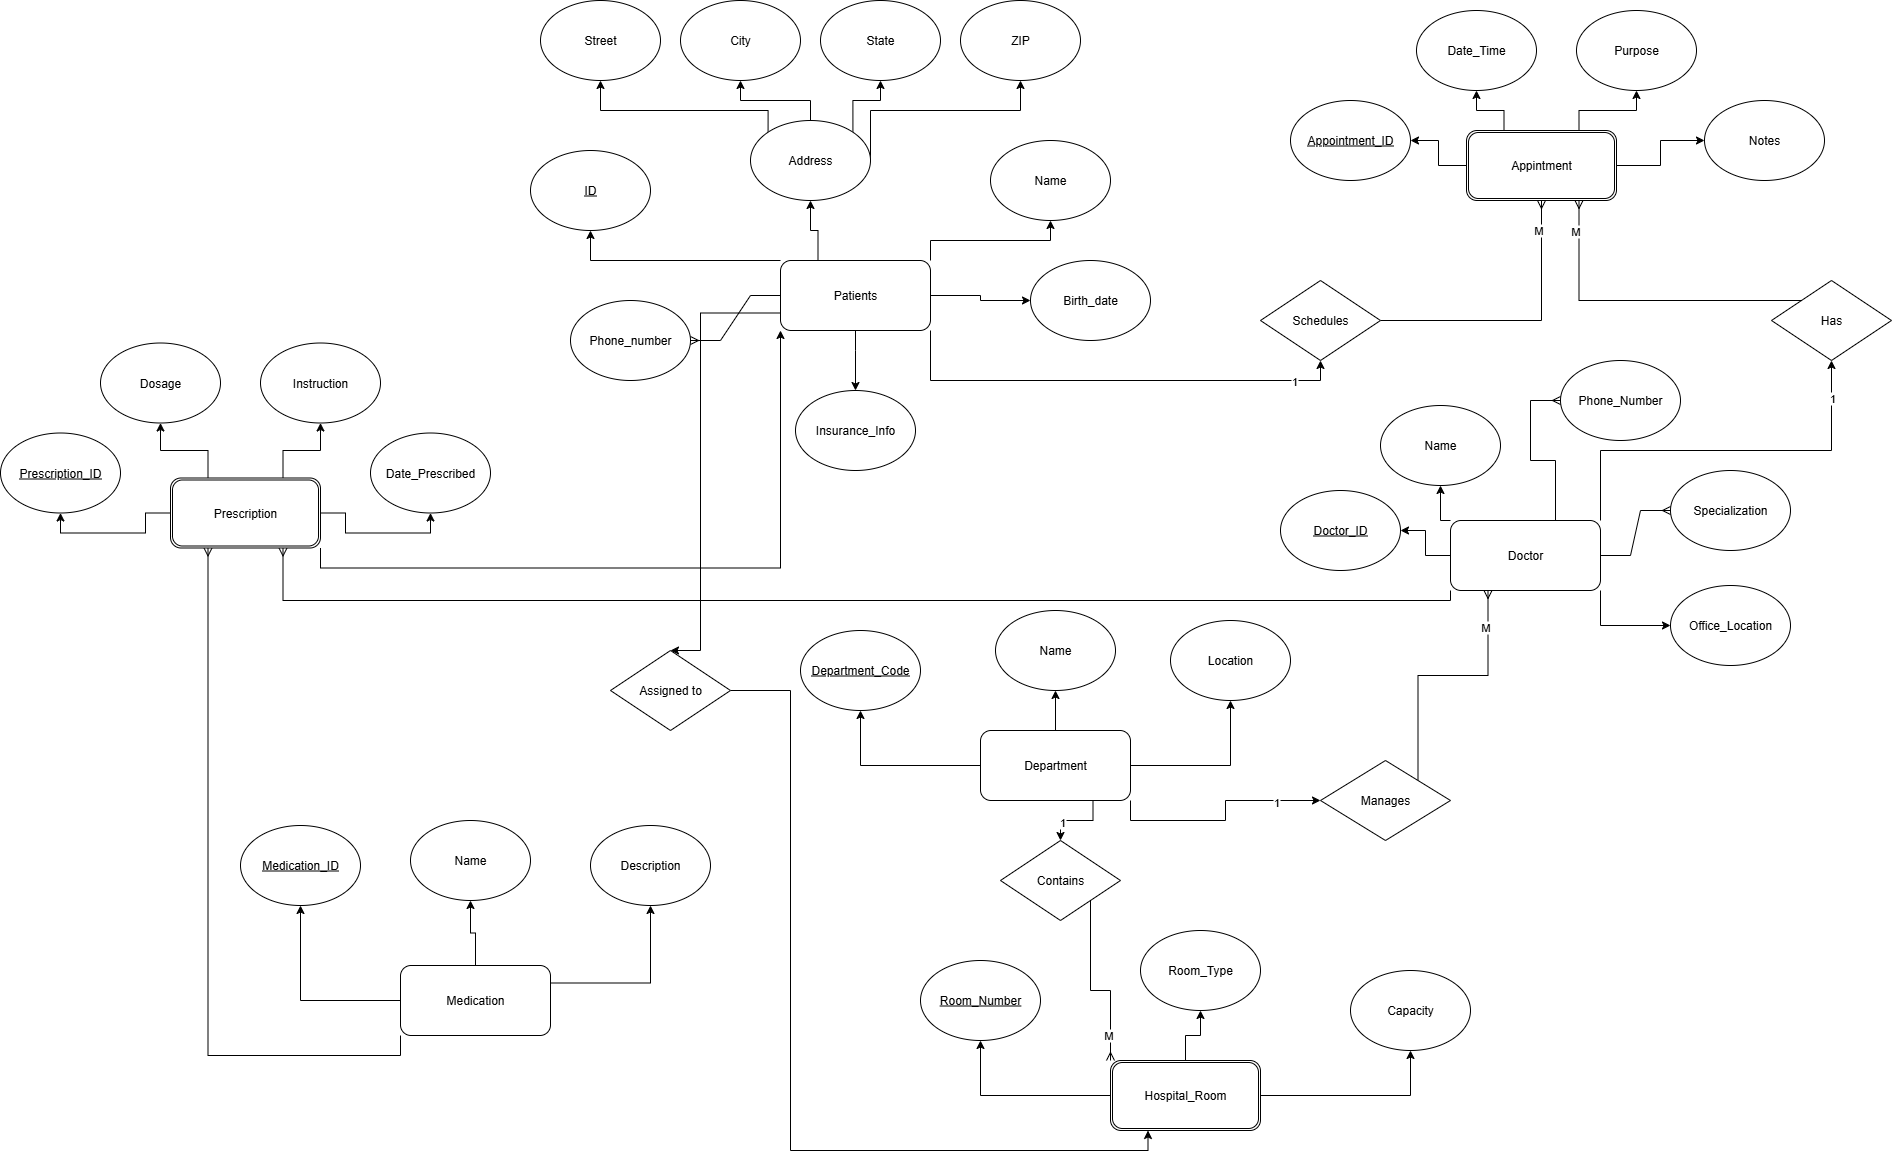 Street
City
State
ZIP
Date_Time
Purpose
Appointment_ID
Notes
Appintment
Address
ID
Name
M
M
Patients
Birth_date
Phone_number
Schedules
Has
Insurance_Info
1
1
Dosage
Instruction
Phone_Number
Name
Prescription_ID
Date_Prescribed
Prescription
Doctor_ID
Specialization
Doctor
Office_Location
M
Assigned to
Department_Code
Name
Location
Department
1
1
Manages
Contains
Medication_ID
Name
Description
Medication
Room_Number
Room_Type
Capacity
M
Hospital_Room